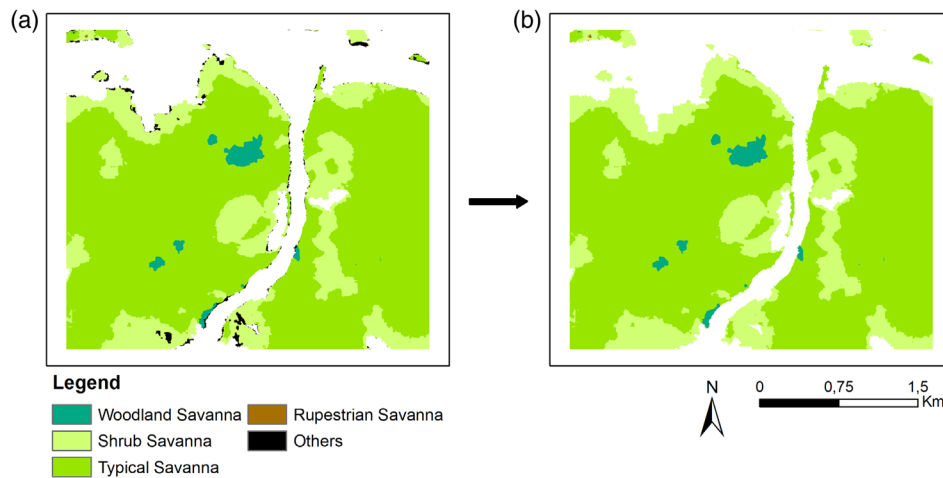 (a)
(b)
Legend
Woodland Savanna
Rupestrian Savanna
Shrub Savanna
Others
Typical Savanna
N
0 0,75 1,5
Km